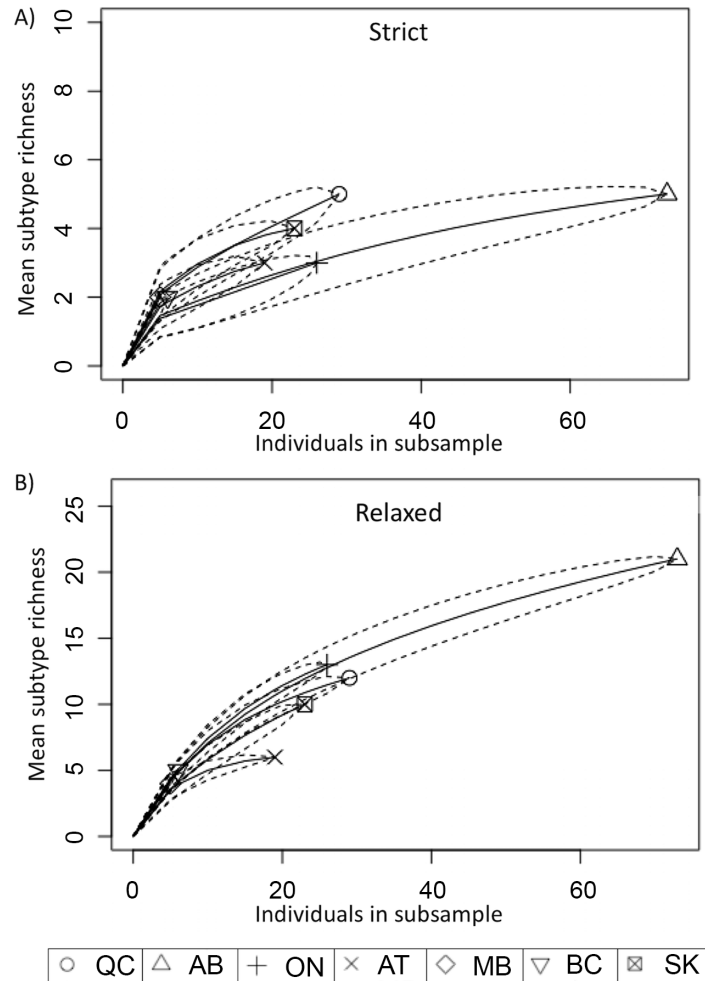 A)
Strict
Mean subtype richness
10
8
6
4
2
0
0 20 40 60
Individuals in subsample
B)
Relaxed
Mean subtype richness
25
20
15
10
5
0
0 20 40 60
Individuals in subsample
QC AB ON AT MB BC SK